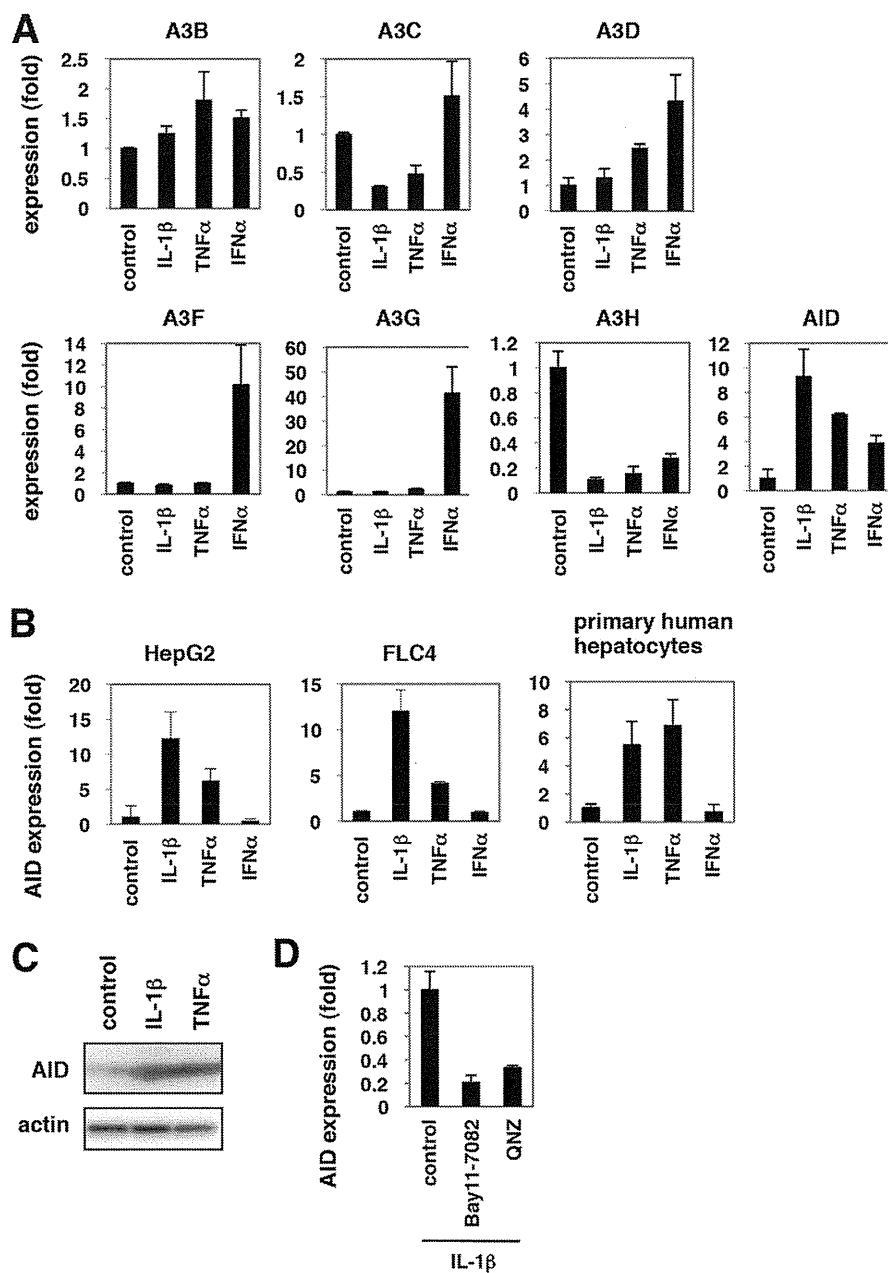 A
A3B
A3C
A3D
expression (fold)
2.5
2
1.5
1
0.5
0
control
IL-1β
TNFα
IFNα
2
1.5
1
0.5
0
control
IL-1β
TNFα
IFNα
6
5
4
3
2
1
0
control
IL-1β
TNFα
IFNα
A3F
A3G
A3H
AID
expression (fold)
14
12
10
8
6
4
2
0
control
IL-1β
TNFα
IFNα
60
50
40
30
20
10
0
control
IL-1β
TNFα
IFNα
1.2
1
0.8
0.6
0.4
0.2
0
control
IL-1β
TNFα
IFNα
12
10
8
6
4
2
0
control
IL-1β
TNFα
IFNα
B
HepG2
FLC4
primary human
hepatocytes
AID expression (fold)
20
15
10
5
0
control
IL-1β
TNFα
IFNα
15
10
5
0
control
IL-1β
TNFα
IFNα
10
8
6
4
2
0
control
IL-1β
TNFα
IFNα
C
control
IL-1β
TNFα
AID
actin
D
AID expression (fold)
1.2
1
0.8
0.6
0.4
0.2
0
control
Bay11-7082
QNZ
IL-1β